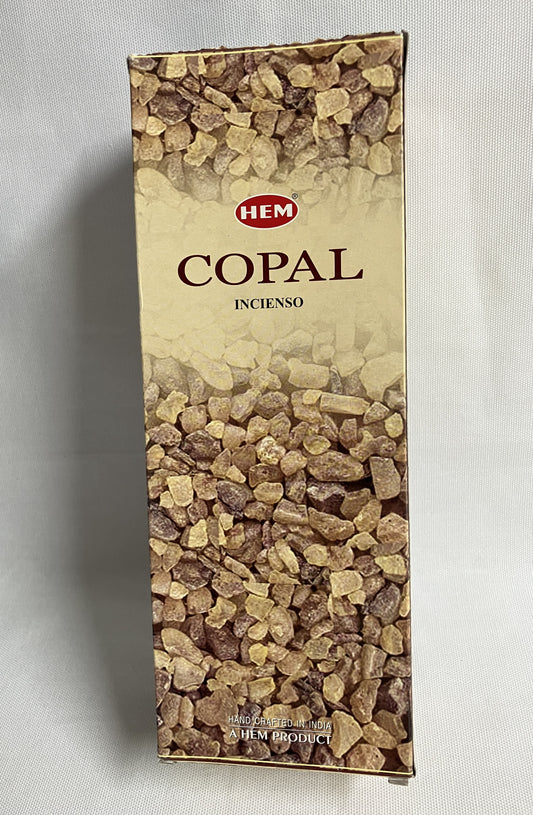 HEM®
COPAL
INCIENSO
HAND CRAFTED IN INDIA
A HEM PRODUCT